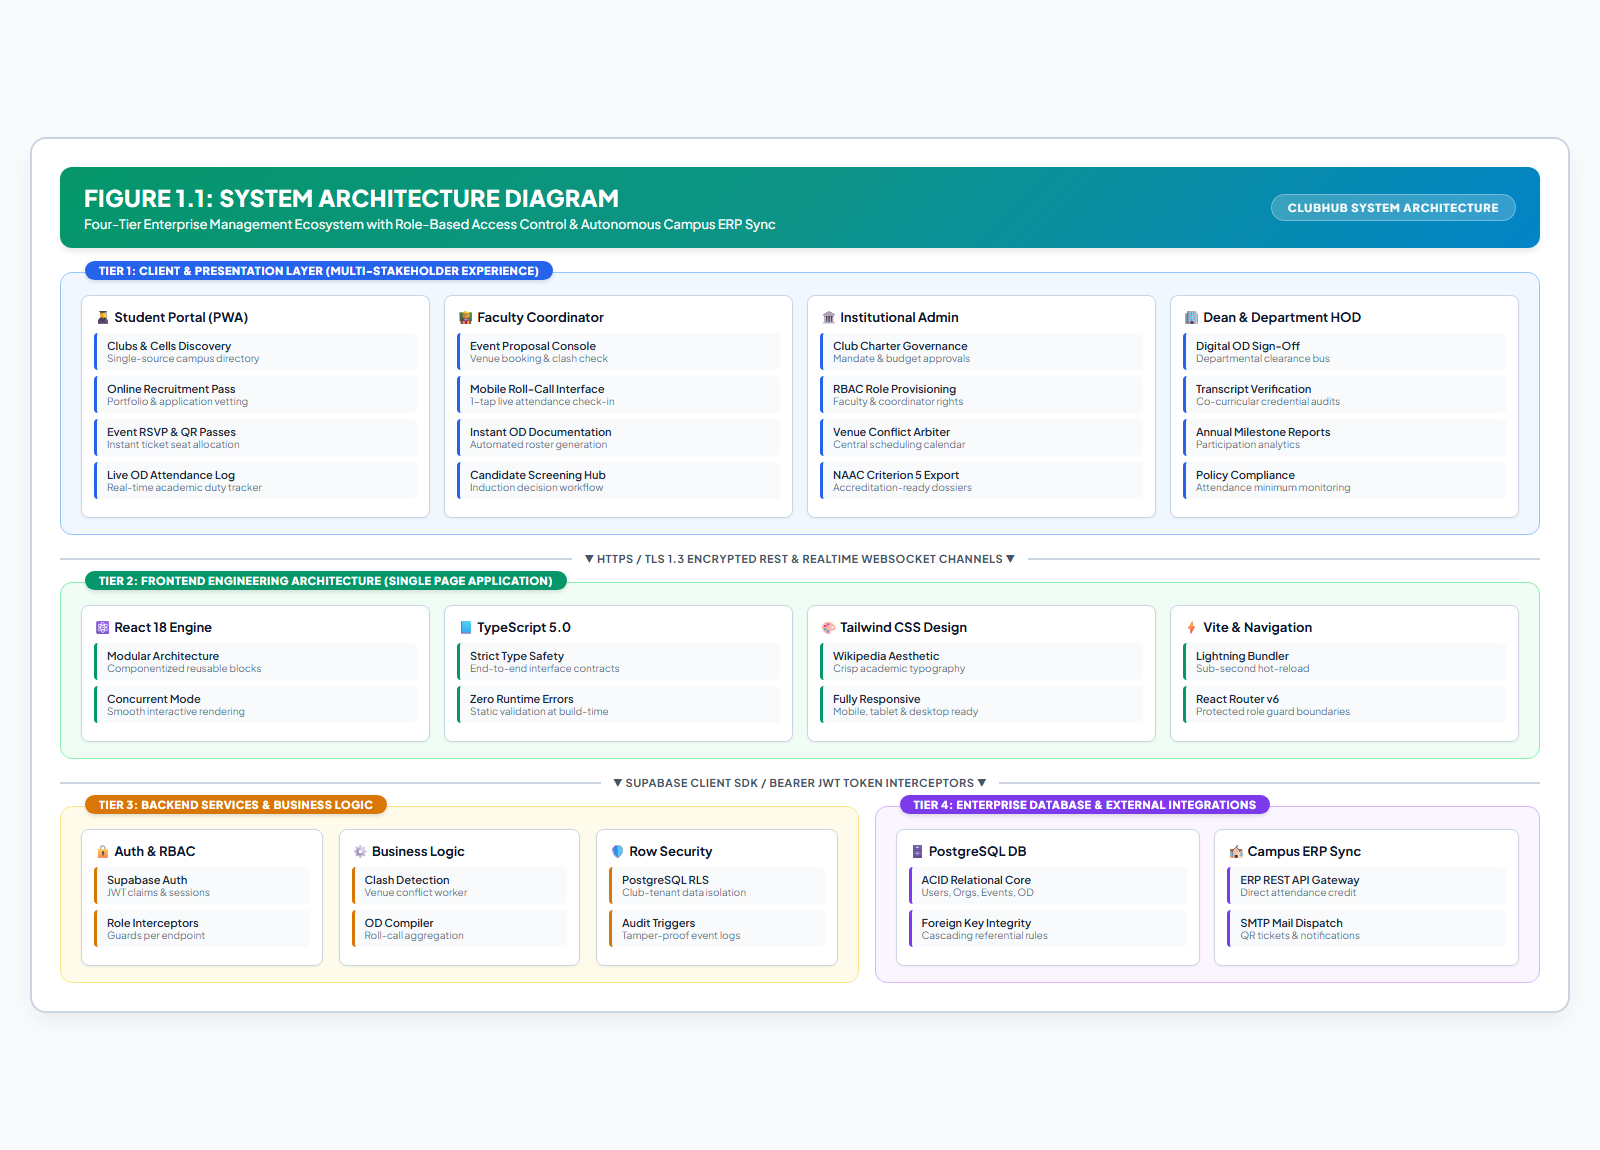 FIGURE 1.1: SYSTEM ARCHITECTURE DIAGRAM
Four-Tier Enterprise Management Ecosystem with Role-Based Access Control & Autonomous Campus ERP Sync
CLUBHUB SYSTEM ARCHITECTURE
TIER 1: CLIENT & PRESENTATION LAYER (MULTI-STAKEHOLDER EXPERIENCE)
Student Portal (PWA)
Clubs & Cells Discovery
Single-source campus directory
Online Recruitment Pass
Portfolio & application vetting
Event RSVP & QR Passes
Instant ticket seat allocation
Live OD Attendance Log
Real-time academic duty tracker
Faculty Coordinator
Event Proposal Console
Venue booking & clash check
Mobile Roll-Call Interface
1-tap live attendance check-in
Instant OD Documentation
Automated roster generation
Candidate Screening Hub
Induction decision workflow
Institutional Admin
Club Charter Governance
Mandate & budget approvals
RBAC Role Provisioning
Faculty & coordinator rights
Venue Conflict Arbiter
Central scheduling calendar
NAAC Criterion 5 Export
Accreditation-ready dossiers
Dean & Department HOD
Digital OD Sign-Off
Departmental clearance bus
Transcript Verification
Co-curricular credential audits
Annual Milestone Reports
Participation analytics
Policy Compliance
Attendance minimum monitoring
▼ HTTPS / TLS 1.3 ENCRYPTED REST & REALTIME WEBSOCKET CHANNELS ▼
TIER 2: FRONTEND ENGINEERING ARCHITECTURE (SINGLE PAGE APPLICATION)
React 18 Engine
Modular Architecture
Componentized reusable blocks
Concurrent Mode
Smooth interactive rendering
TypeScript 5.0
Strict Type Safety
End-to-end interface contracts
Zero Runtime Errors
Static validation at build-time
Tailwind CSS Design
Wikipedia Aesthetic
Crisp academic typography
Fully Responsive
Mobile, tablet & desktop ready
Vite & Navigation
Lightning Bundler
Sub-second hot-reload
React Router v6
Protected role guard boundaries
▼ SUPABASE CLIENT SDK / BEARER JWT TOKEN INTERCEPTORS ▼
TIER 3: BACKEND SERVICES & BUSINESS LOGIC
Auth & RBAC
Supabase Auth
JWT claims & sessions
Role Interceptors
Guards per endpoint
Business Logic
Clash Detection
Venue conflict worker
OD Compiler
Roll-call aggregation
Row Security
PostgreSQL RLS
Club-tenant data isolation
Audit Triggers
Tamper-proof event logs
TIER 4: ENTERPRISE DATABASE & EXTERNAL INTEGRATIONS
PostgreSQL DB
ACID Relational Core
Users, Orgs, Events, OD
Foreign Key Integrity
Cascading referential rules
Campus ERP Sync
ERP REST API Gateway
Direct attendance credit
SMTP Mail Dispatch
QR tickets & notifications